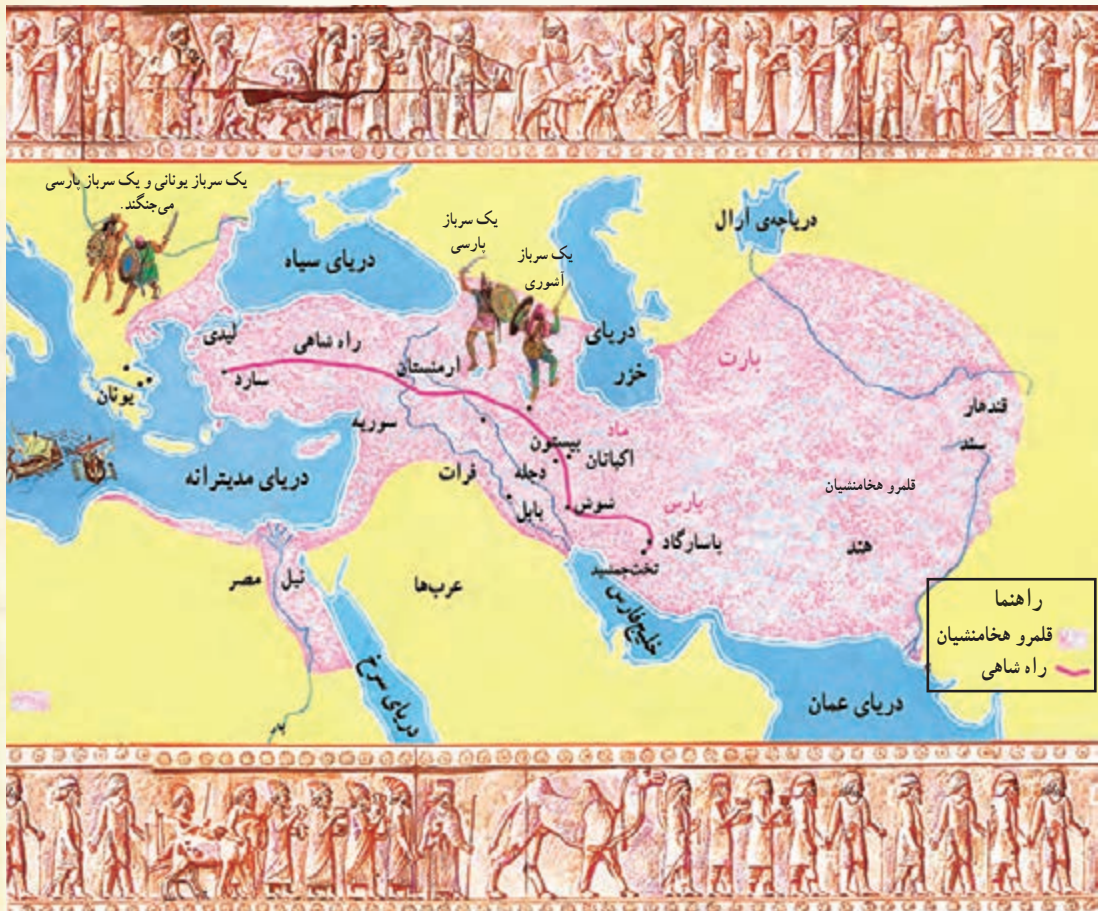 یک سرباز یونانی و یک سرباز پارسی
می‌جنگند.
یک سرباز
پارسی
یک سرباز
آشوری
دریاچه‌ی آرال
دریای سیاه
دریای
خزر
پارت
لیدی
راه شاهی
ارمنستان
سارد
یونان
سوریه
ماد
بیستون
اکباتان
قندهار
سند
دریای مدیترانه
فرات
دجله
شوش
بابل
پارس
پاسارگاد
تخت‌جمشید
قلمرو هخامنشیان
هند
مصر
نیل
عرب‌ها
خلیج فارس
دریای سرخ
دریای عمان
راهنما
قلمرو هخامنشیان
راه شاهی